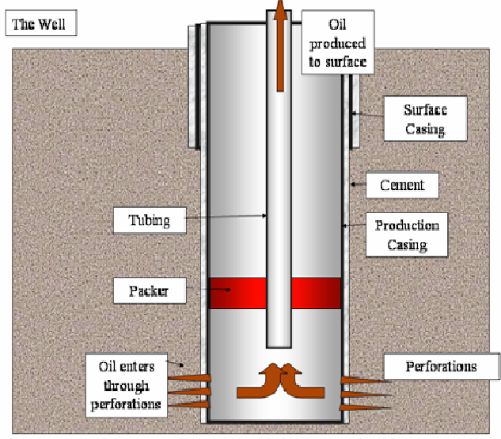 The Well
Oil
produced
to surface
Surface
Casing
Cement
Tubing
Production
Casing
Packer
Oil enters
through
perforations
Perforations